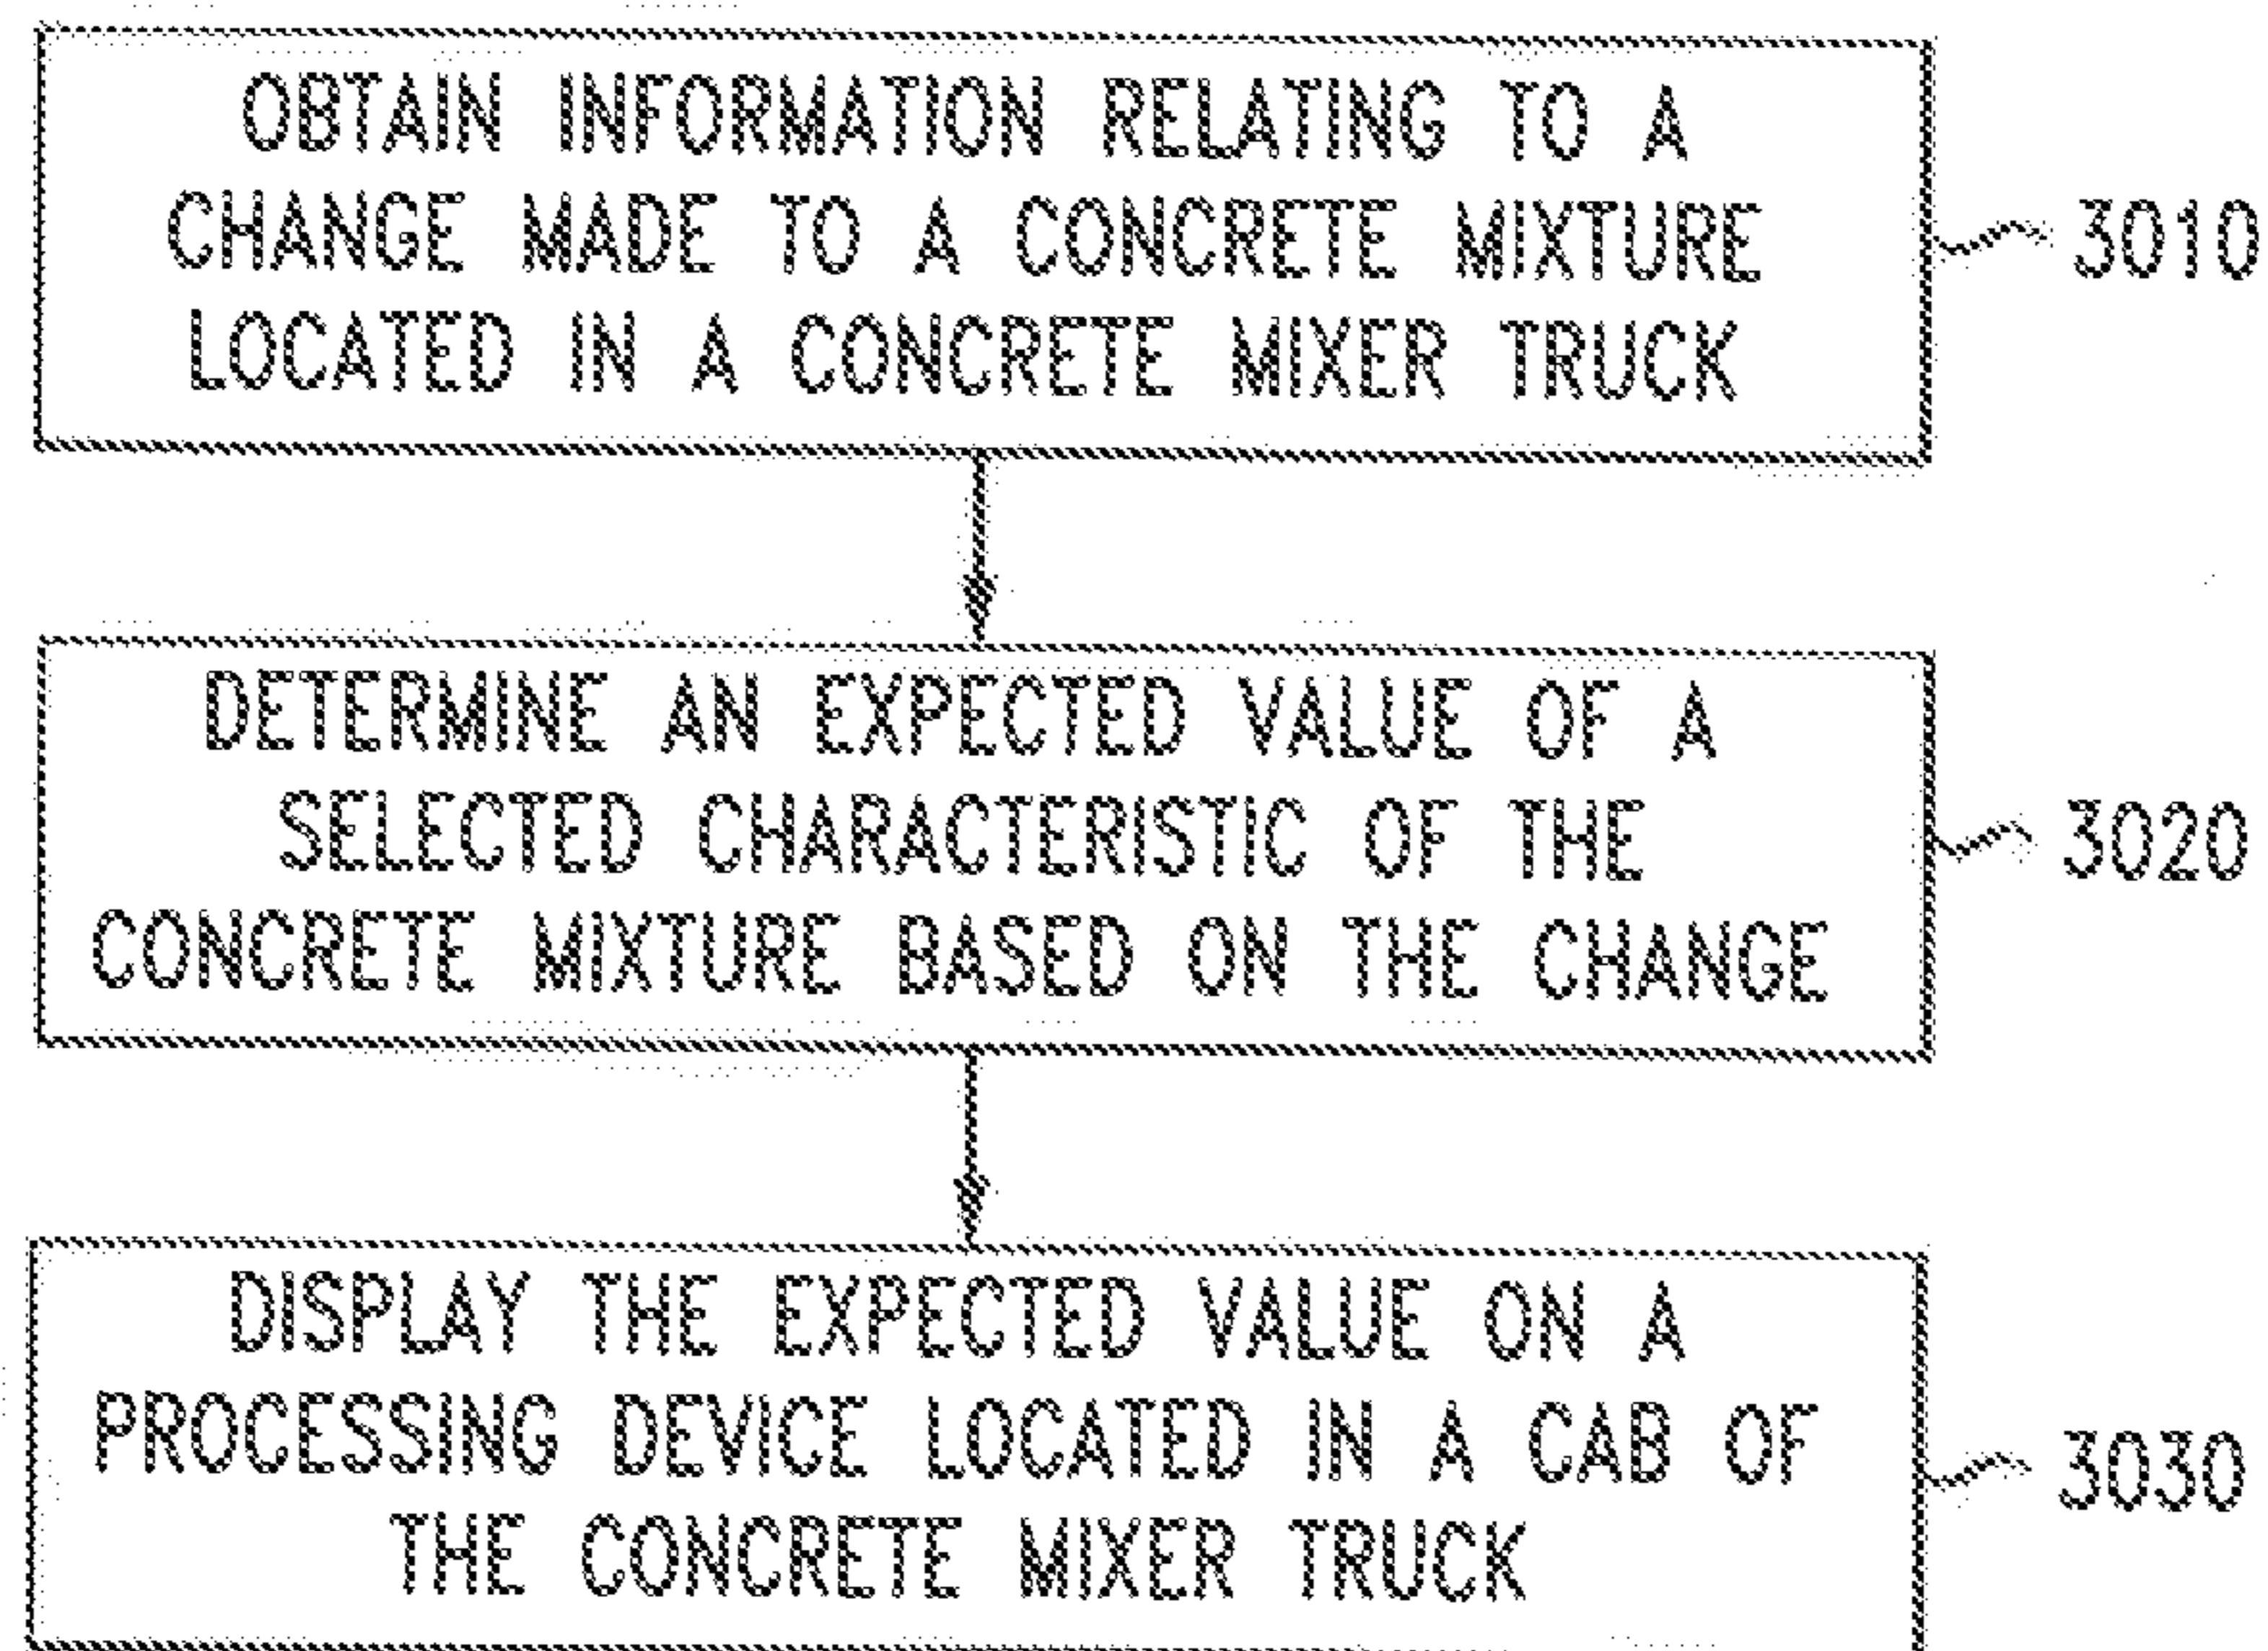 OBTAIN INFORMATION RELATING TO A
CHANGE MADE TO A CONCRETE MIXTURE
LOCATED IN A CONCRETE MIXER TRUCK
3010
DETERMINE AN EXPECTED VALUE OF A
SELECTED CHARACTERISTIC OF THE
CONCRETE MIXTURE BASED ON THE CHANGE
3020
DISPLAY THE EXPECTED VALUE ON A
PROCESSING DEVICE LOCATED IN A CAB OF
THE CONCRETE MIXER TRUCK
3030